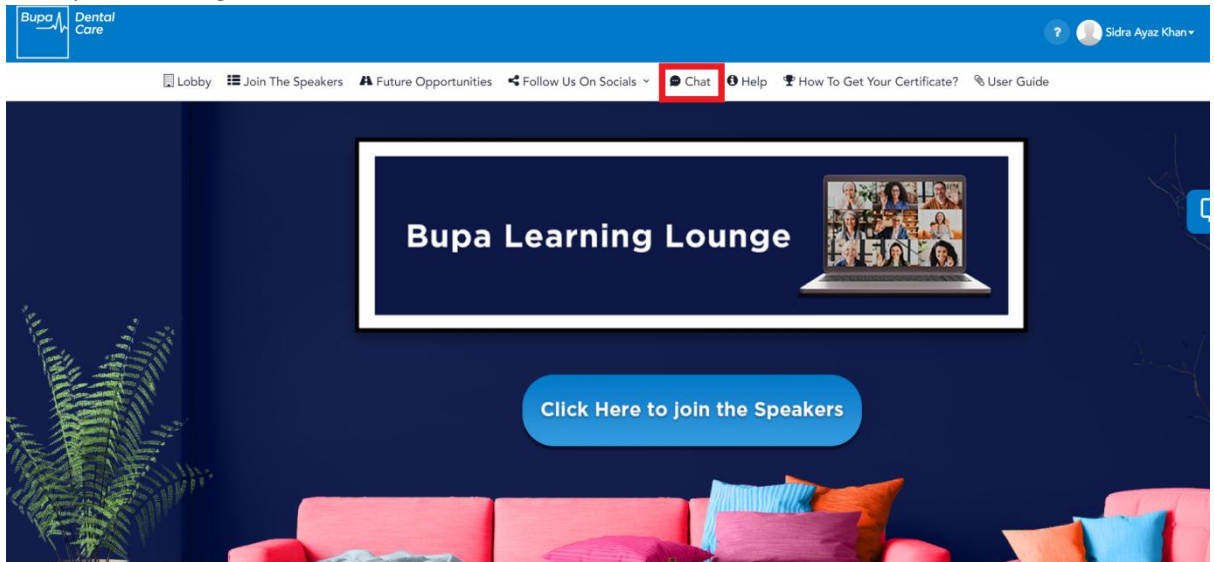 Bupa Dental
Care
? Sidra Ayaz Khan
Lobby Join The Speakers Future Opportunities Follow Us On Socials Chat Help How To Get Your Certificate? User Guide
Bupa Learning Lounge
Click Here to join the Speakers